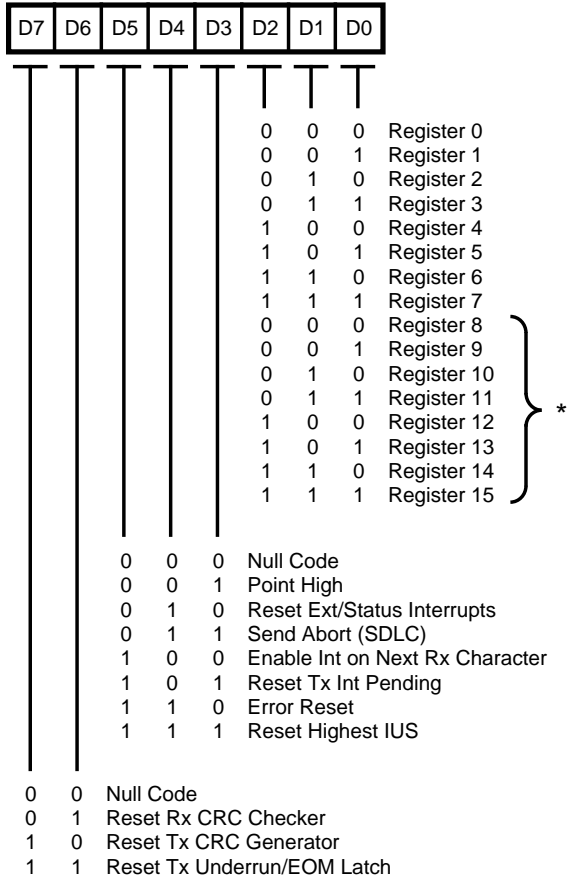 D7 D6 D5 D4 D3 D2 D1 D0
0 0 0 Register 0
0 0 1 Register 1
0 1 0 Register 2
0 1 1 Register 3
1 0 0 Register 4
1 0 1 Register 5
1 1 0 Register 6
1 1 1 Register 7
0 0 0 Register 8
0 0 1 Register 9
0 1 0 Register 10
0 1 1 Register 11
*
1 0 0 Register 12
1 0 1 Register 13
1 1 0 Register 14
1 1 1 Register 15
0 0 0 Null Code
0 0 1 Point High
0 1 0 Reset Ext/Status Interrupts
0 1 1 Send Abort (SDLC)
1 0 0 Enable Int on Next Rx Character
1 0 1 Reset Tx Int Pending
1 1 0 Error Reset
1 1 1 Reset Highest IUS
0 0 Null Code
0 1 Reset Rx CRC Checker
1 0 Reset Tx CRC Generator
1 1 Reset Tx Underrun/EOM Latch